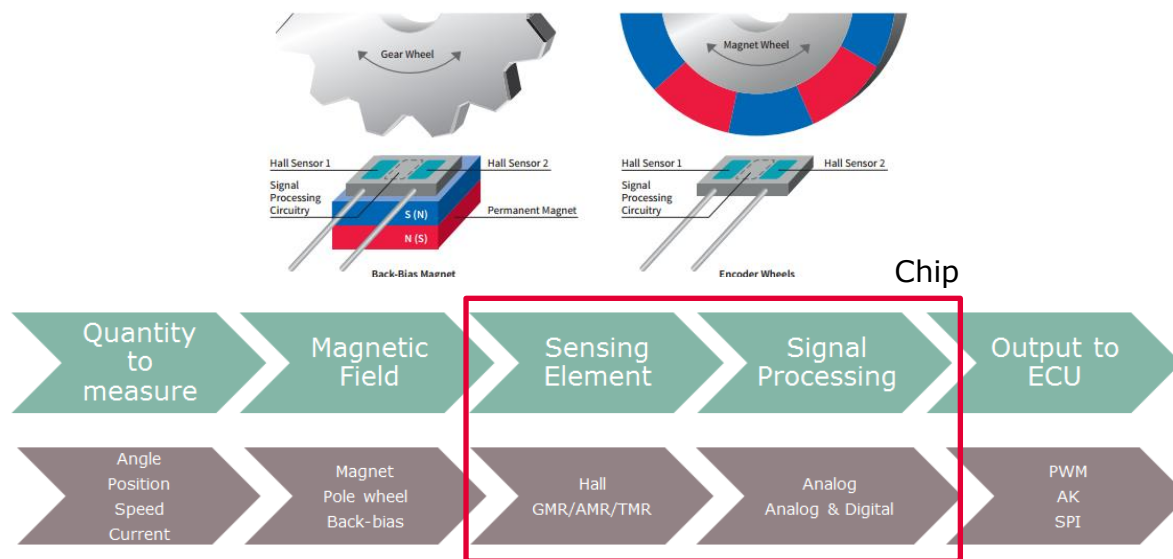 Gear Wheel
Magnet Wheel
Hall Sensor 1
Hall Sensor 2
Signal
Processing
Circuitry
S (N)
Permanent Magnet
N (S)
Back-Bias Magnet
Hall Sensor 1
Hall Sensor 2
Signal
Processing
Circuitry
Encoder Wheels
Chip
Quantity
to
measure
Magnetic
Field
Sensing
Element
Signal
Processing
Output to
ECU
Angle
Position
Speed
Current
Magnet
Pole wheel
Back-bias
Hall
GMR/AMR/TMR
Analog
Analog & Digital
PWM
AK
SPI